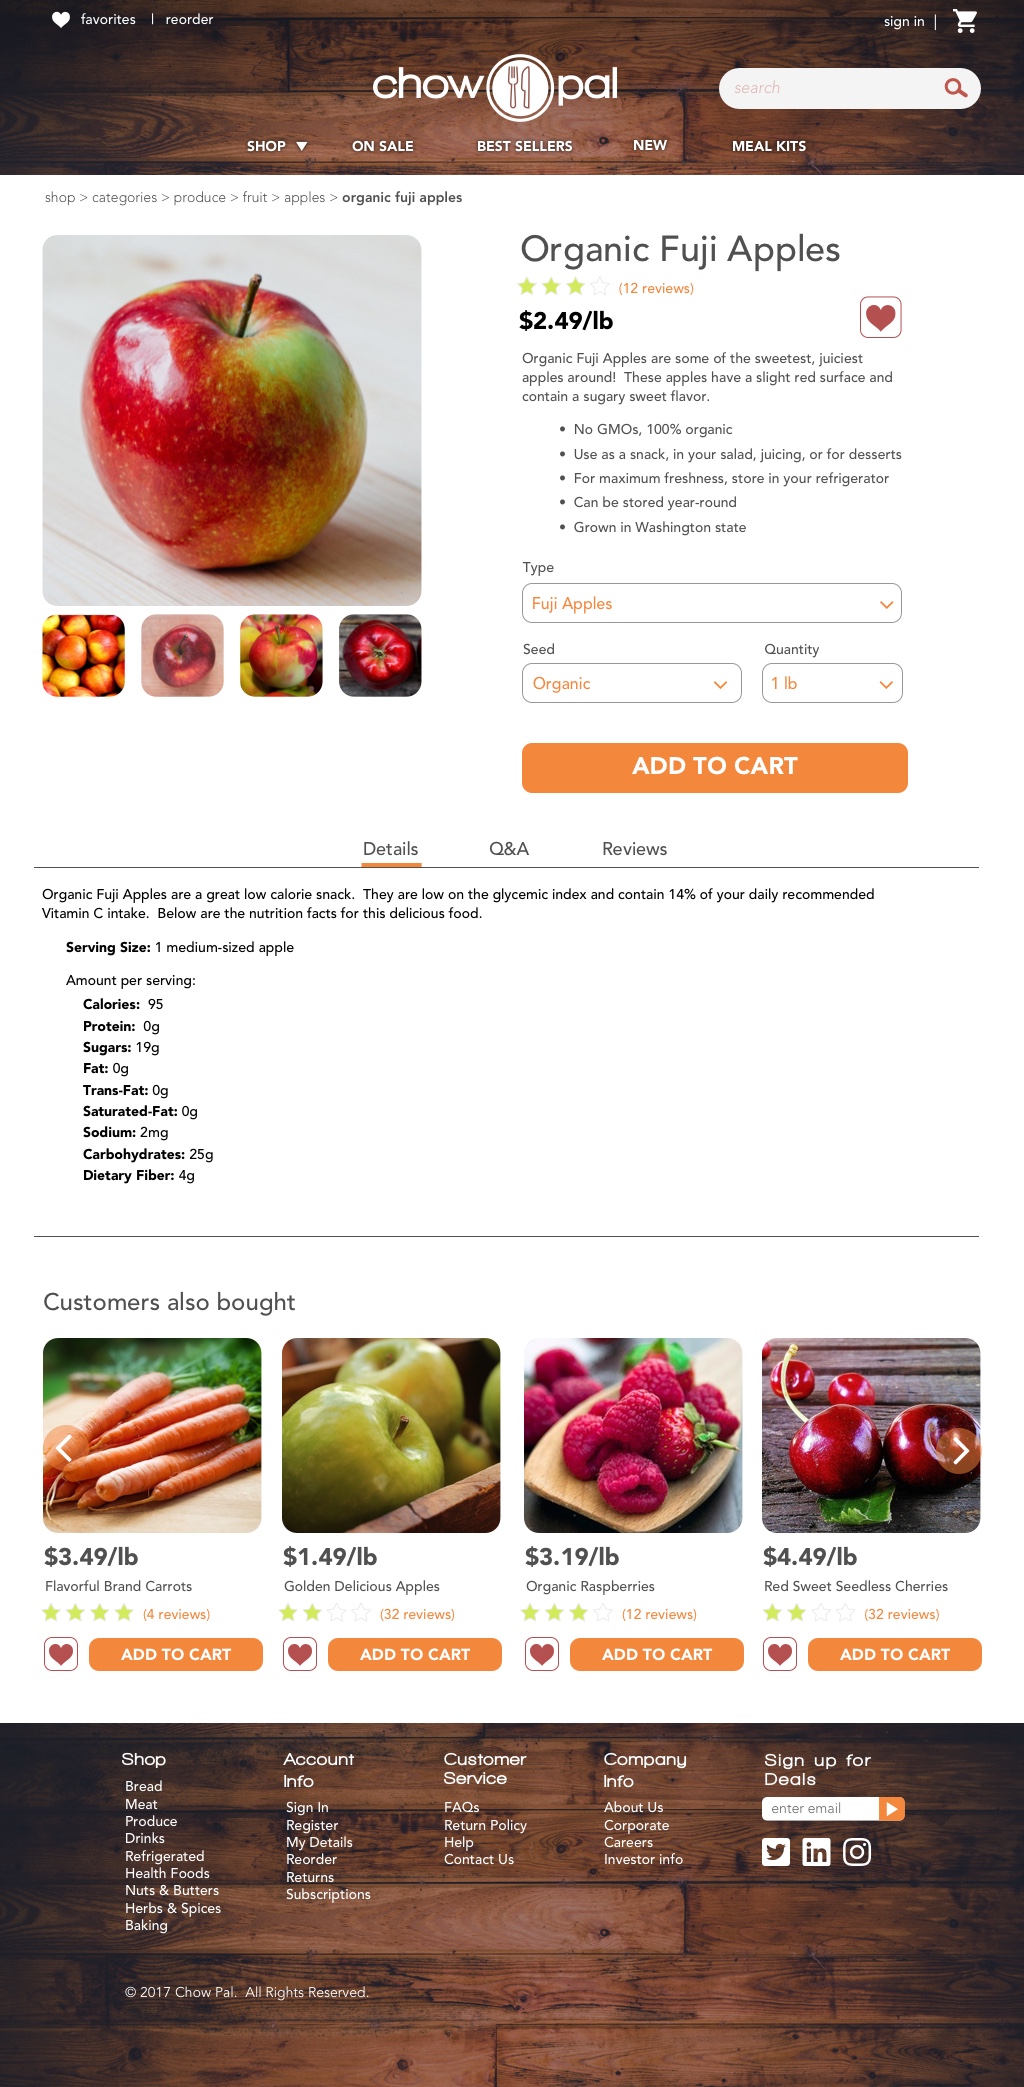 favorites | reorder
sign in |
chow pal
search
SHOP ▼ ON SALE BEST SELLERS NEW MEAL KITS
shop > categories > produce > fruit > apples > organic fuji apples
Organic Fuji Apples
(12 reviews)
$2.49/lb
Organic Fuji Apples are some of the sweetest, juiciest
apples around!  These apples have a slight red surface and
contain a sugary sweet flavor.
• No GMOs, 100% organic
• Use as a snack, in your salad, juicing, or for desserts
• For maximum freshness, store in your refrigerator
• Can be stored year-round
• Grown in Washington state
Type
Fuji Apples
Seed Quantity
Organic 1 lb
ADD TO CART
Details Q&A Reviews
Organic Fuji Apples are a great low calorie snack.  They are low on the glycemic index and contain 14% of your daily recommended
Vitamin C intake.  Below are the nutrition facts for this delicious food.
Serving Size: 1 medium-sized apple
Amount per serving:
Calories:  95
Protein:  0g
Sugars: 19g
Fat: 0g
Trans-Fat: 0g
Saturated-Fat: 0g
Sodium: 2mg
Carbohydrates: 25g
Dietary Fiber: 4g
Customers also bought
$3.49/lb
Flavorful Brand Carrots
(4 reviews)
ADD TO CART
$1.49/lb
Golden Delicious Apples
(32 reviews)
ADD TO CART
$3.19/lb
Organic Raspberries
(12 reviews)
ADD TO CART
$4.49/lb
Red Sweet Seedless Cherries
(32 reviews)
ADD TO CART
Shop
Bread
Meat
Produce
Drinks
Refrigerated
Health Foods
Nuts & Butters
Herbs & Spices
Baking
Account
Info
Sign In
Register
My Details
Reorder
Returns
Subscriptions
Customer
Service
FAQs
Return Policy
Help
Contact Us
Company
Info
About Us
Corporate
Careers
Investor info
Sign up for
Deals
enter email
in
© 2017 Chow Pal.  All Rights Reserved.